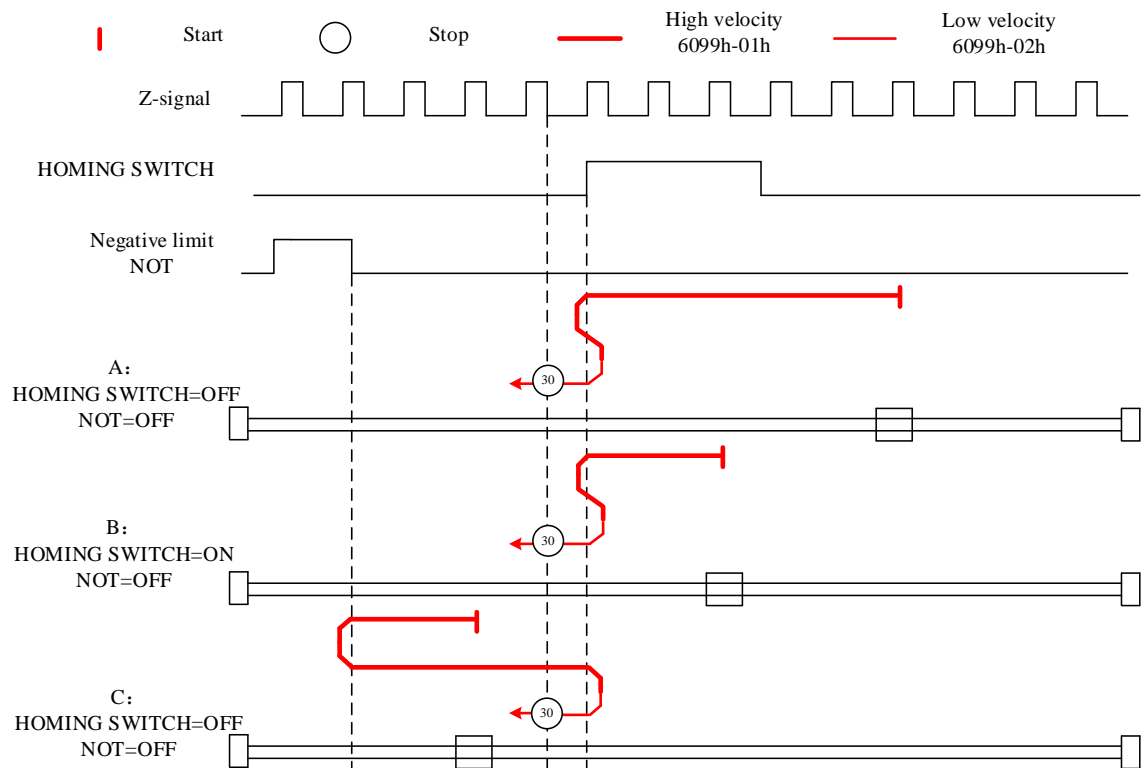 Start
Stop
High velocity
6099h-01h
Low velocity
6099h-02h
Z-signal
HOMING SWITCH
Negative limit
NOT
A：
HOMING SWITCH=OFF
NOT=OFF
30
B：
HOMING SWITCH=ON
NOT=OFF
30
C：
HOMING SWITCH=OFF
NOT=OFF
30